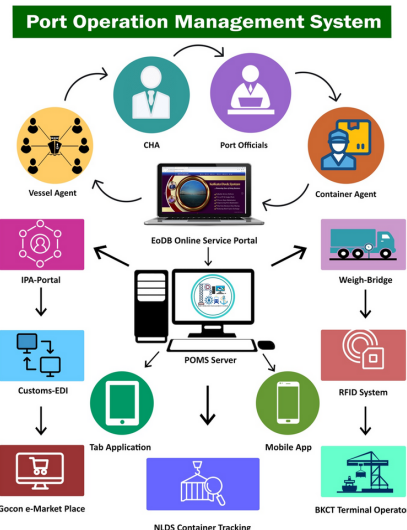 Port Operation Management System
CHA
Port Officials
Vessel Agent
Container Agent
EoDB Online Service Portal
IPA-Portal
Weigh-Bridge
POMS Server
Customs-EDI
RFID System
Tab Application
Mobile App
Gocon e-Market Place
BKCT Terminal Operato
NLDS Container Tracking